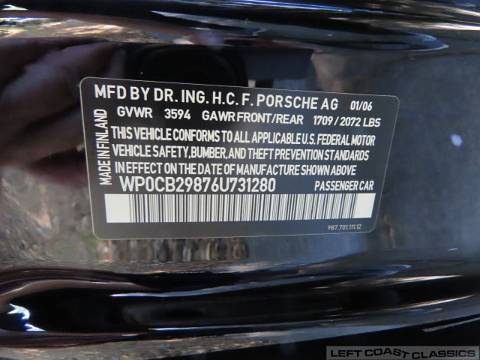 MFD BY DR. ING. H.C. F. PORSCHE AG 01/06
GVWR 3594 GAWR FRONT/REAR 1709 / 2072 LBS
MADE IN FINLAND
THIS VEHICLE CONFORMS TO ALL APPLICABLE U.S. FEDERAL MOTOR
VEHICLE SAFETY, BUMPER, AND THEFT PREVENTION STANDARDS
IN EFFECT ON THE DATE OF MANUFACTURE SHOWN ABOVE.
WP0CB29876U731280 PASSENGER CAR
987.701.111.12
LEFT COAST CLASSICS